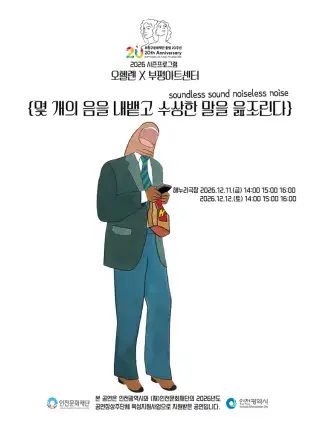 20th Anniversary
2026 시즌프로그램
오헬렌 X 부평아트센터
soundless sound noiseless noise
{몇 개의 음을 내뱉고 수상한 말을 읊조린다}
해누리극장 2026.12.11.(금) 14:00 15:00 16:00
2026.12.12.(토) 14:00 15:00 16:00
인천문화재단
본 공연은 인천광역시와 (재)인천문화재단의 2026년도
공연장상주단체 육성지원사업으로 지원받은 공연입니다.
인천광역시